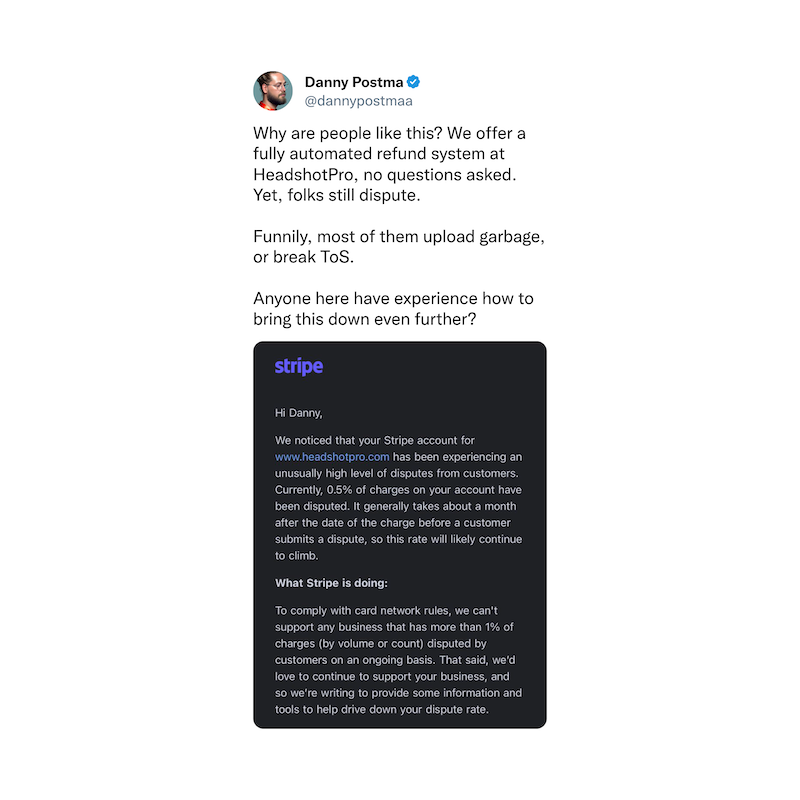 Danny Postma
@dannypostmaa
Why are people like this? We offer a
fully automated refund system at
HeadshotPro, no questions asked.
Yet, folks still dispute.
Funnily, most of them upload garbage,
or break ToS.
Anyone here have experience how to
bring this down even further?
stripe
Hi Danny,
We noticed that your Stripe account for
www.headshotpro.com has been experiencing an
unusually high level of disputes from customers.
Currently, 0.5% of charges on your account have
been disputed. It generally takes about a month
after the date of the charge before a customer
submits a dispute, so this rate will likely continue
to climb.
What Stripe is doing:
To comply with card network rules, we can't
support any business that has more than 1% of
charges (by volume or count) disputed by
customers on an ongoing basis. That said, we'd
love to continue to support your business, and
so we're writing to provide some information and
tools to help drive down your dispute rate.